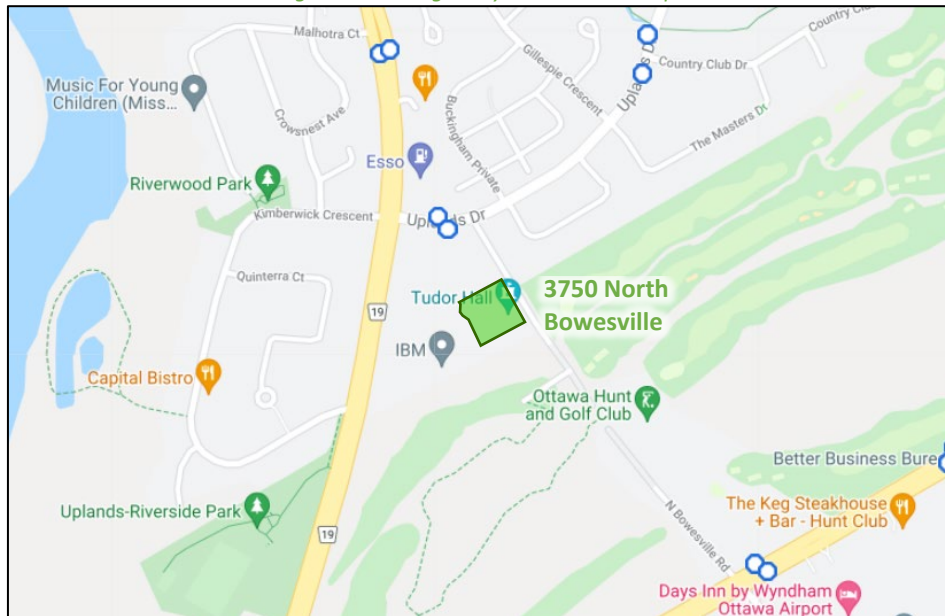 Malhotra Ct
Country Club
Gillespie Crescent
Uplands D
Country Club Dr
Music For Young
Children (Miss...
Crowsnest Ave
Buckingham Private
The Masters Dr
Esso
Riverwood Park
Kimberwick Crescent
Uplands Dr
Quinterra Ct
Tudor Hall
3750 North
Bowesville
19
IBM
Capital Bistro
Ottawa Hunt
and Golf Club
Better Business Bure
The Keg Steakhouse
+ Bar - Hunt Club
Uplands-Riverside Park
19
N Bowesville Rd
Days Inn by Wyndham
Ottawa Airport